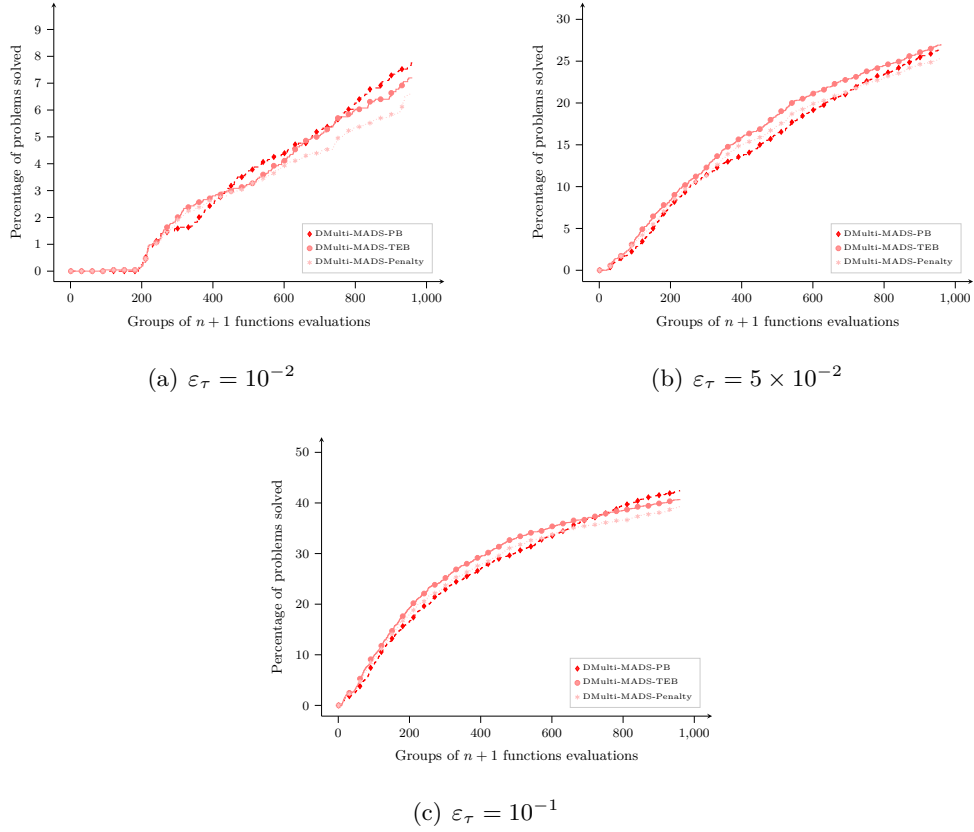 Percentage of problems solved
9
8
7
6
5
4
3
2
1
0
0 200 400 600 800 1,000
Groups of n + 1 functions evaluations
DMulti-MADS-PB
DMulti-MADS-TEB
DMulti-MADS-Penalty
(a) ε_τ = 10⁻²
Percentage of problems solved
30
25
20
15
10
5
0
0 200 400 600 800 1,000
Groups of n + 1 functions evaluations
DMulti-MADS-PB
DMulti-MADS-TEB
DMulti-MADS-Penalty
(b) ε_τ = 5 × 10⁻²
Percentage of problems solved
50
40
30
20
10
0
0 200 400 600 800 1,000
Groups of n + 1 functions evaluations
DMulti-MADS-PB
DMulti-MADS-TEB
DMulti-MADS-Penalty
(c) ε_τ = 10⁻¹